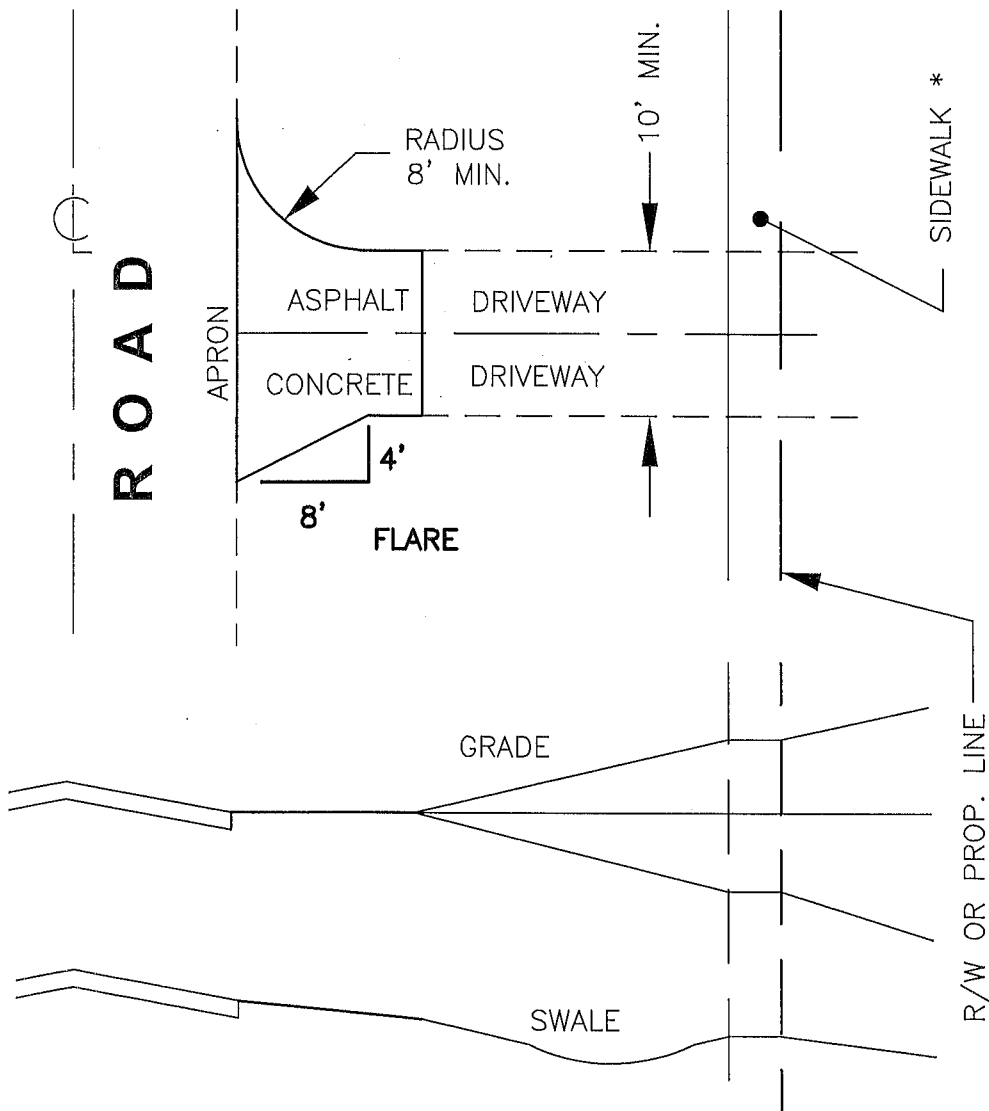 RADIUS
8' MIN.
10' MIN.
SIDEWALK *
℄
ROAD
APRON
ASPHALT DRIVEWAY
CONCRETE DRIVEWAY
4'
8'
FLARE
GRADE
R/W OR PROP. LINE
SWALE